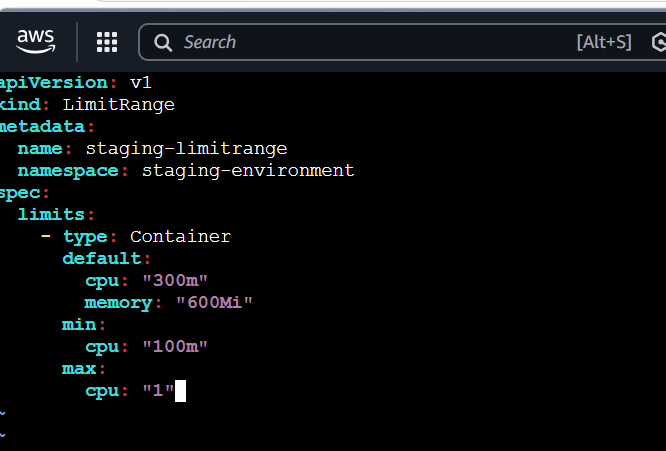 aws
Search
[Alt+S]
apiVersion: v1
kind: LimitRange
metadata:
  name: staging-limitrange
  namespace: staging-environment
spec:
  limits:
    - type: Container
      default:
        cpu: "300m"
        memory: "600Mi"
      min:
        cpu: "100m"
      max:
        cpu: "1"
~
~